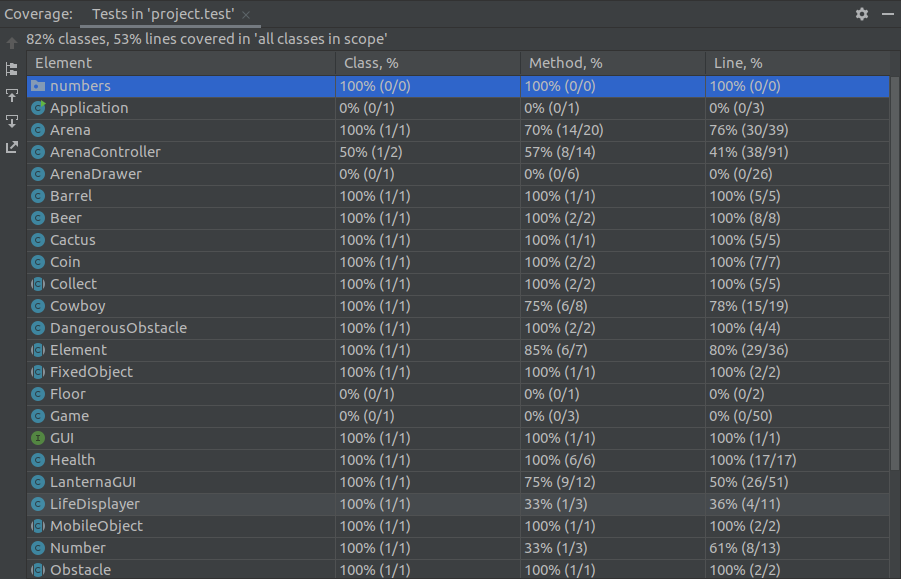 Coverage: Tests in 'project.test'
82% classes, 53% lines covered in 'all classes in scope'
Element Class, % Method, % Line, %
numbers 100% (0/0) 100% (0/0) 100% (0/0)
Application 0% (0/1) 0% (0/1) 0% (0/3)
Arena 100% (1/1) 70% (14/20) 76% (30/39)
ArenaController 50% (1/2) 57% (8/14) 41% (38/91)
ArenaDrawer 0% (0/1) 0% (0/6) 0% (0/26)
Barrel 100% (1/1) 100% (1/1) 100% (5/5)
Beer 100% (1/1) 100% (2/2) 100% (8/8)
Cactus 100% (1/1) 100% (1/1) 100% (5/5)
Coin 100% (1/1) 100% (2/2) 100% (7/7)
Collect 100% (1/1) 100% (2/2) 100% (5/5)
Cowboy 100% (1/1) 75% (6/8) 78% (15/19)
DangerousObstacle 100% (1/1) 100% (2/2) 100% (4/4)
Element 100% (1/1) 85% (6/7) 80% (29/36)
FixedObject 100% (1/1) 100% (1/1) 100% (2/2)
Floor 0% (0/1) 0% (0/1) 0% (0/2)
Game 0% (0/1) 0% (0/3) 0% (0/50)
GUI 100% (1/1) 100% (1/1) 100% (1/1)
Health 100% (1/1) 100% (6/6) 100% (17/17)
LanternaGUI 100% (1/1) 75% (9/12) 50% (26/51)
LifeDisplayer 100% (1/1) 33% (1/3) 36% (4/11)
MobileObject 100% (1/1) 100% (1/1) 100% (2/2)
Number 100% (1/1) 33% (1/3) 61% (8/13)
Obstacle 100% (1/1) 100% (1/1) 100% (2/2)